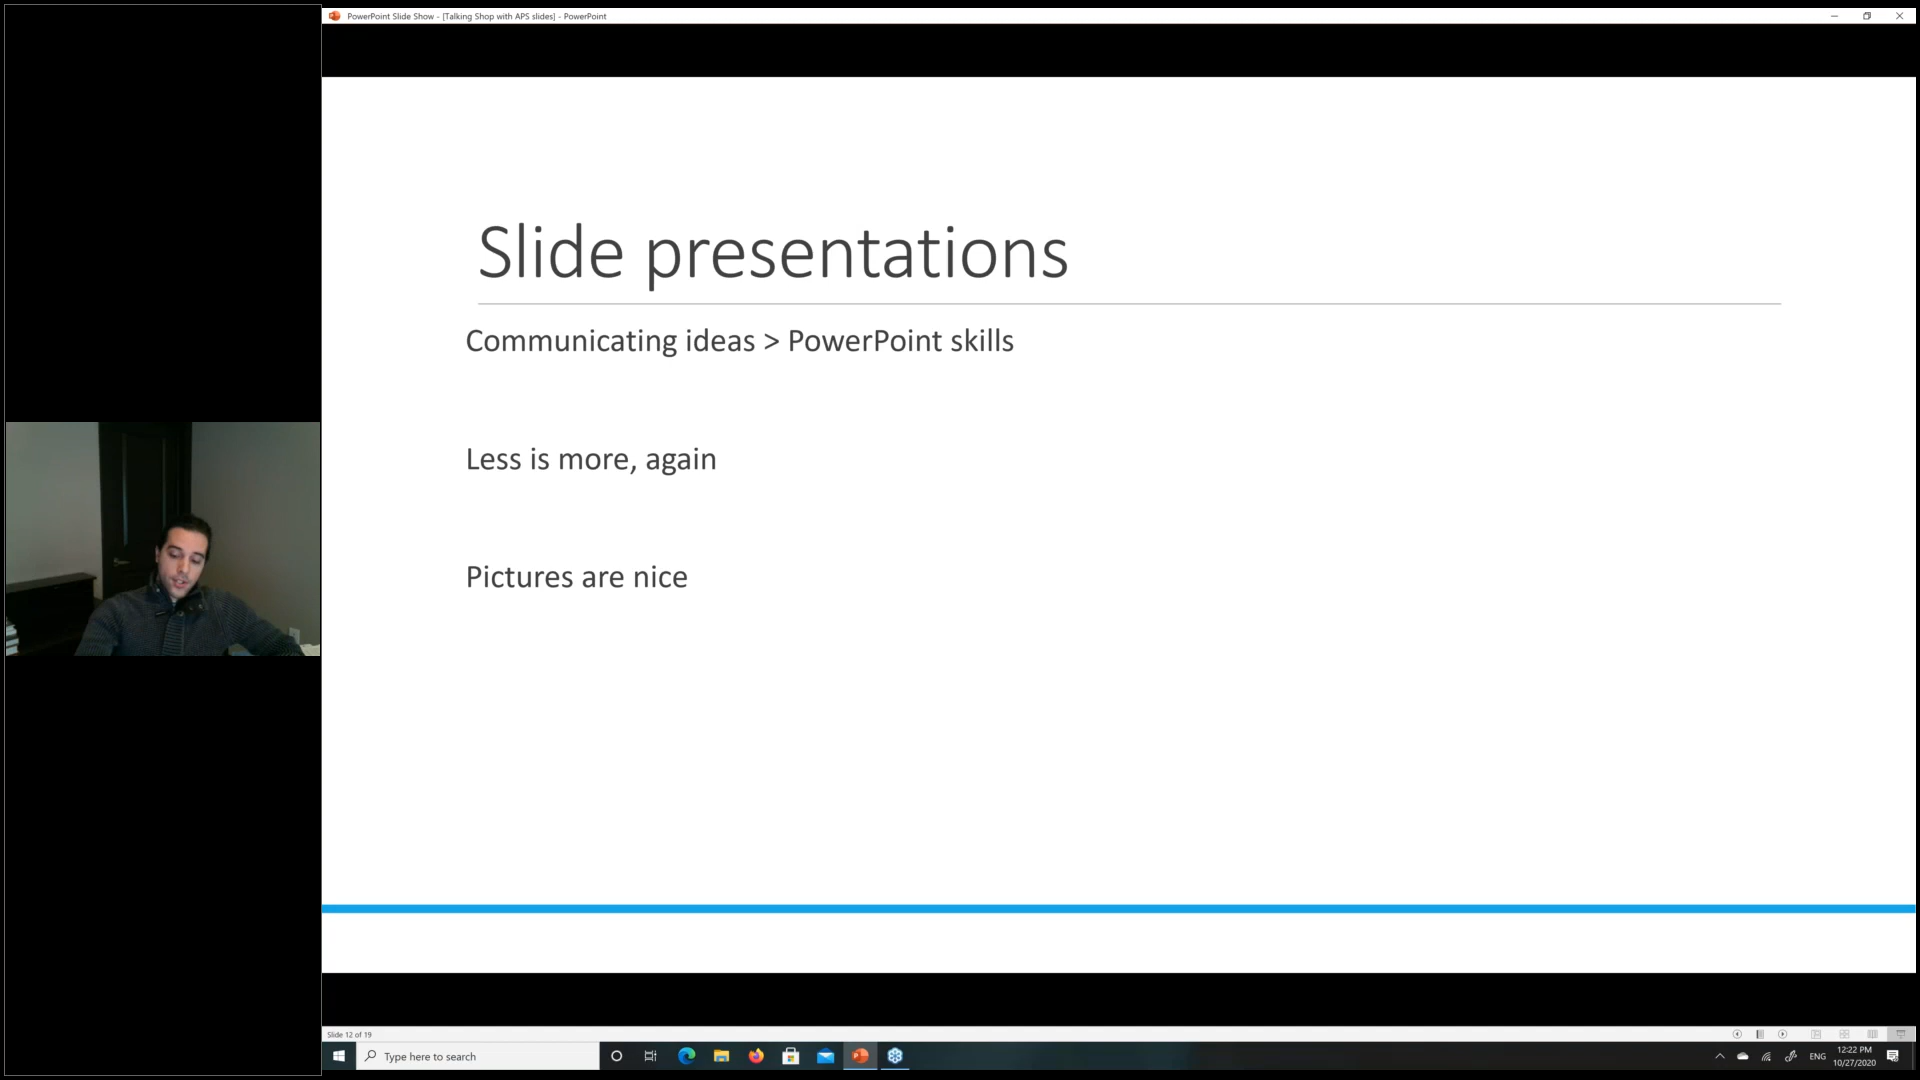 PowerPoint Slide Show - [Talking Shop with APS slides] - PowerPoint
Slide presentations
Communicating ideas > PowerPoint skills
Less is more, again
Pictures are nice
Slide 12 of 19
Type here to search
ENG
12:22 PM
10/27/2020